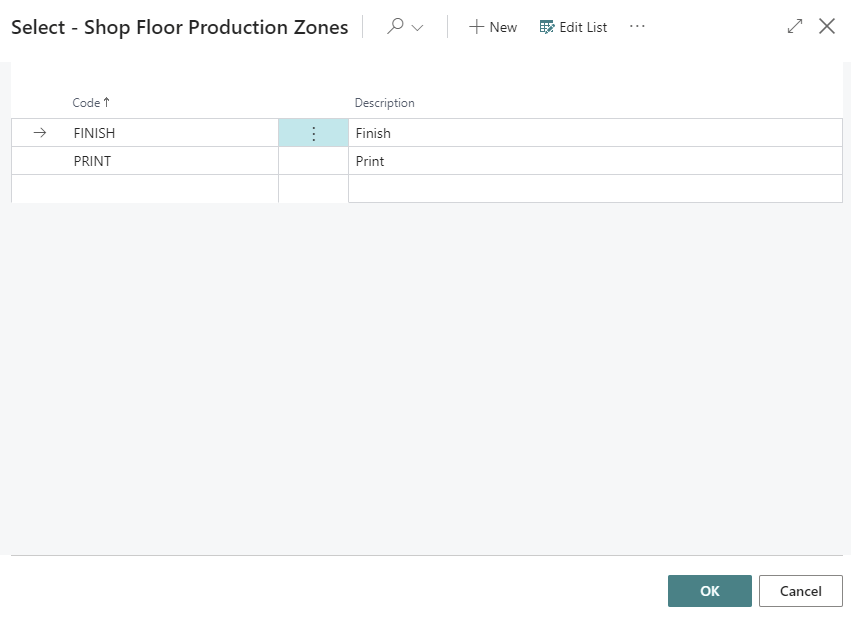 Select - Shop Floor Production Zones New Edit List ...
Code ↑ Description
FINISH Finish
PRINT Print
OK Cancel